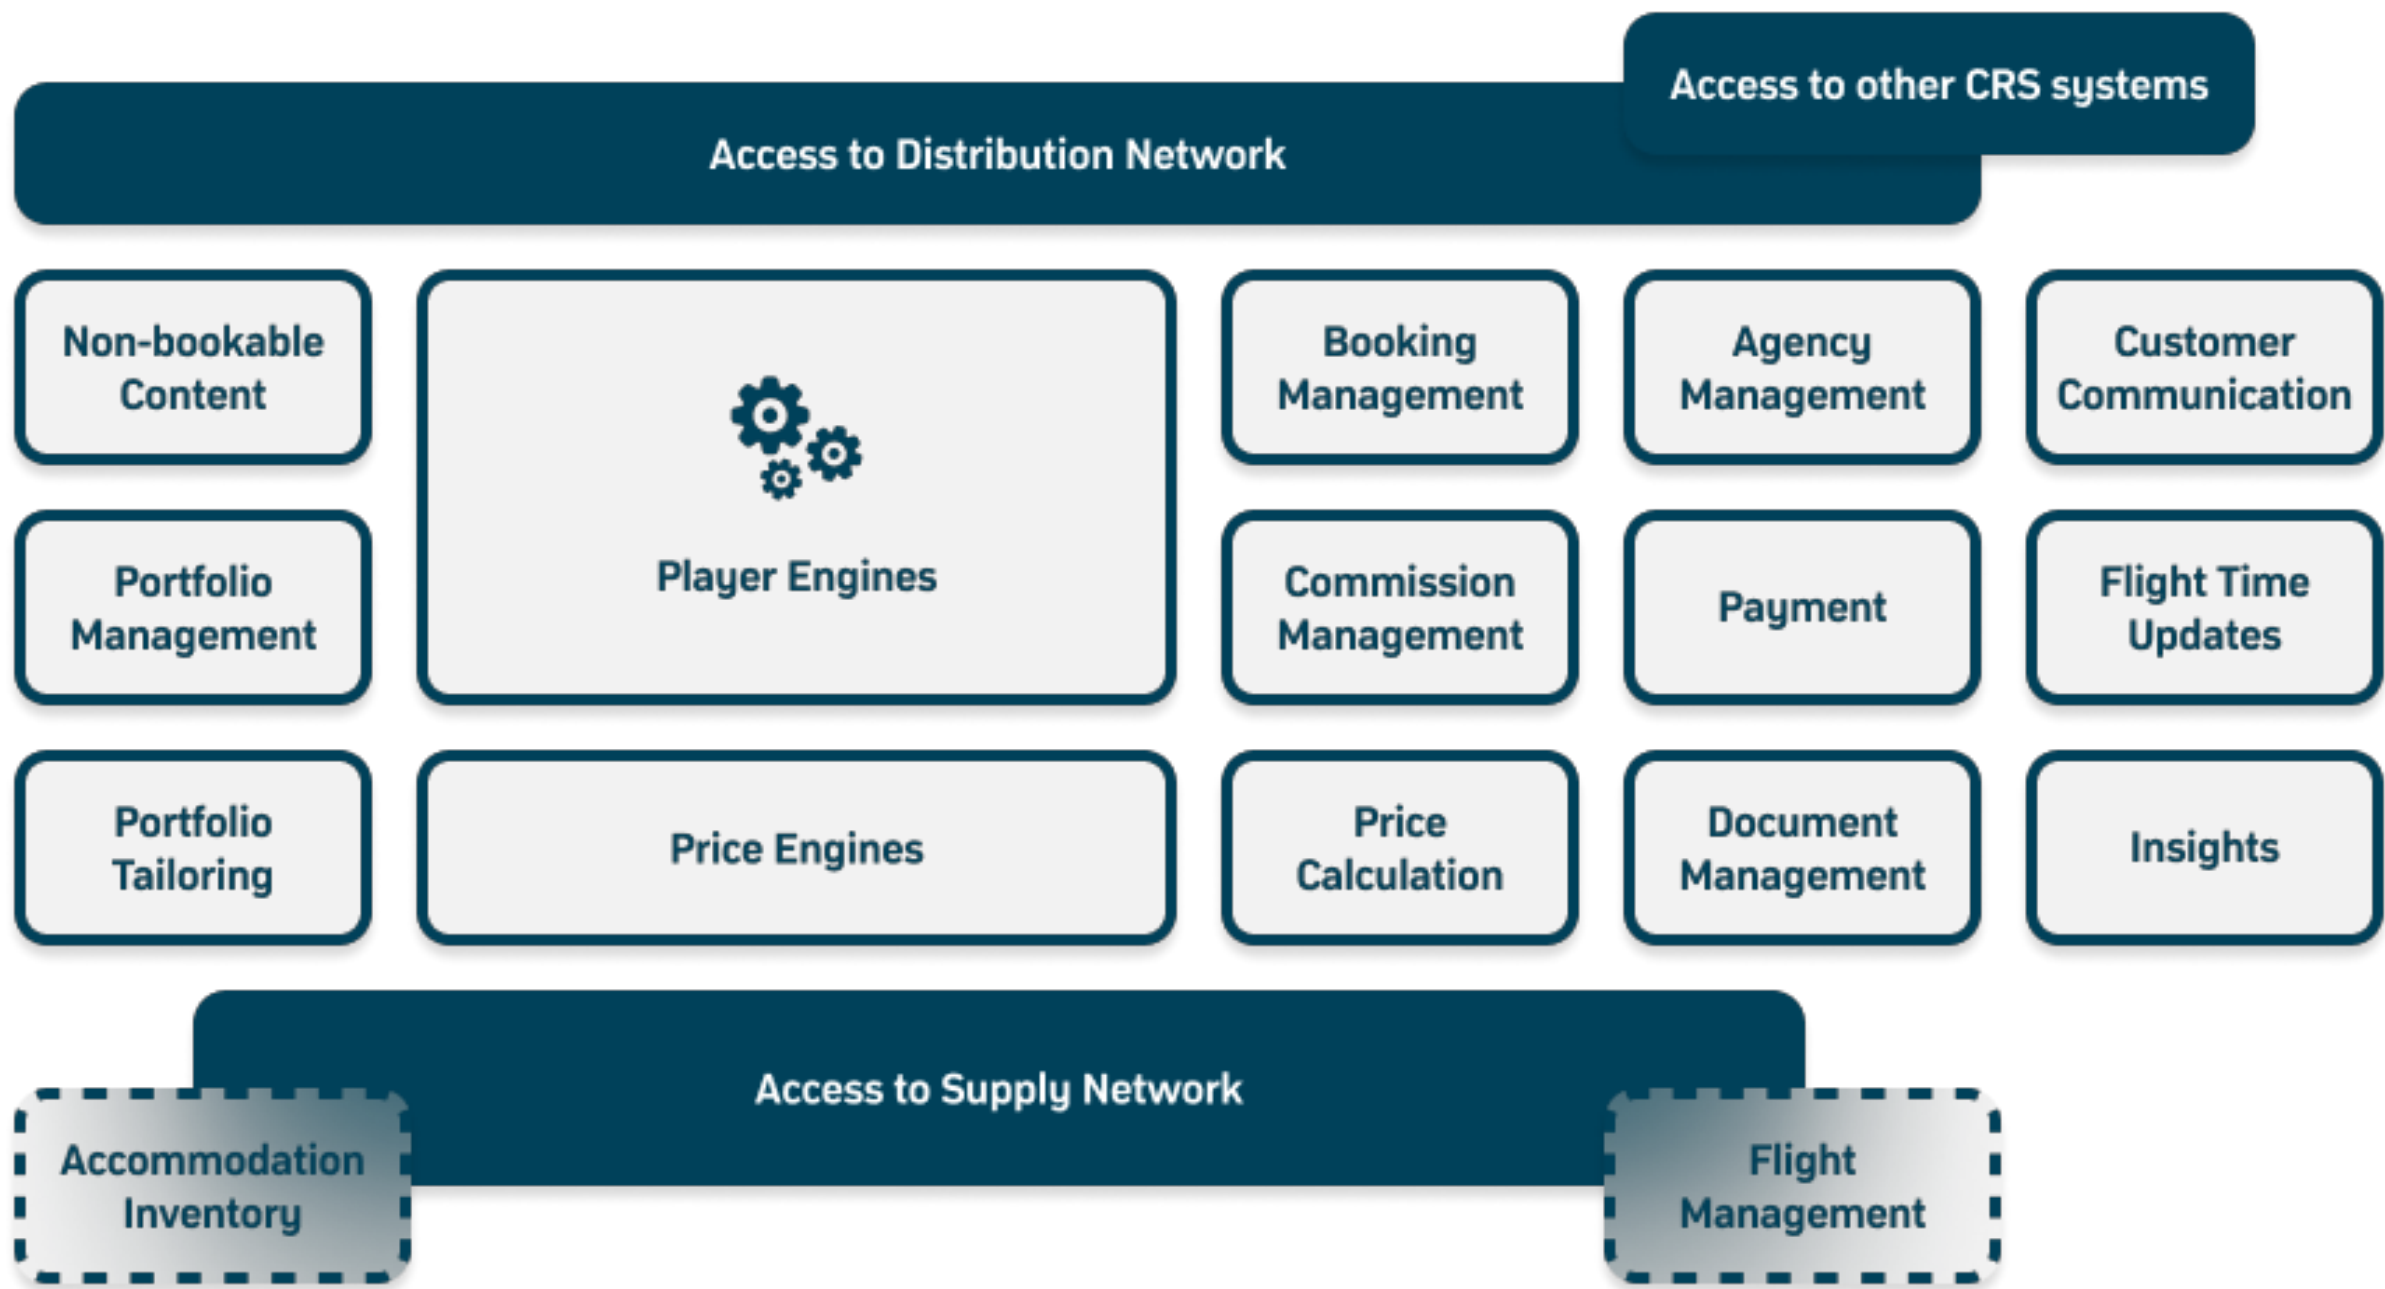 Access to other CRS systems
Access to Distribution Network
Non-bookable
Content
Player Engines
Booking
Management
Agency
Management
Customer
Communication
Portfolio
Management
Commission
Management
Payment
Flight Time
Updates
Portfolio
Tailoring
Price Engines
Price
Calculation
Document
Management
Insights
Access to Supply Network
Accommodation
Inventory
Flight
Management